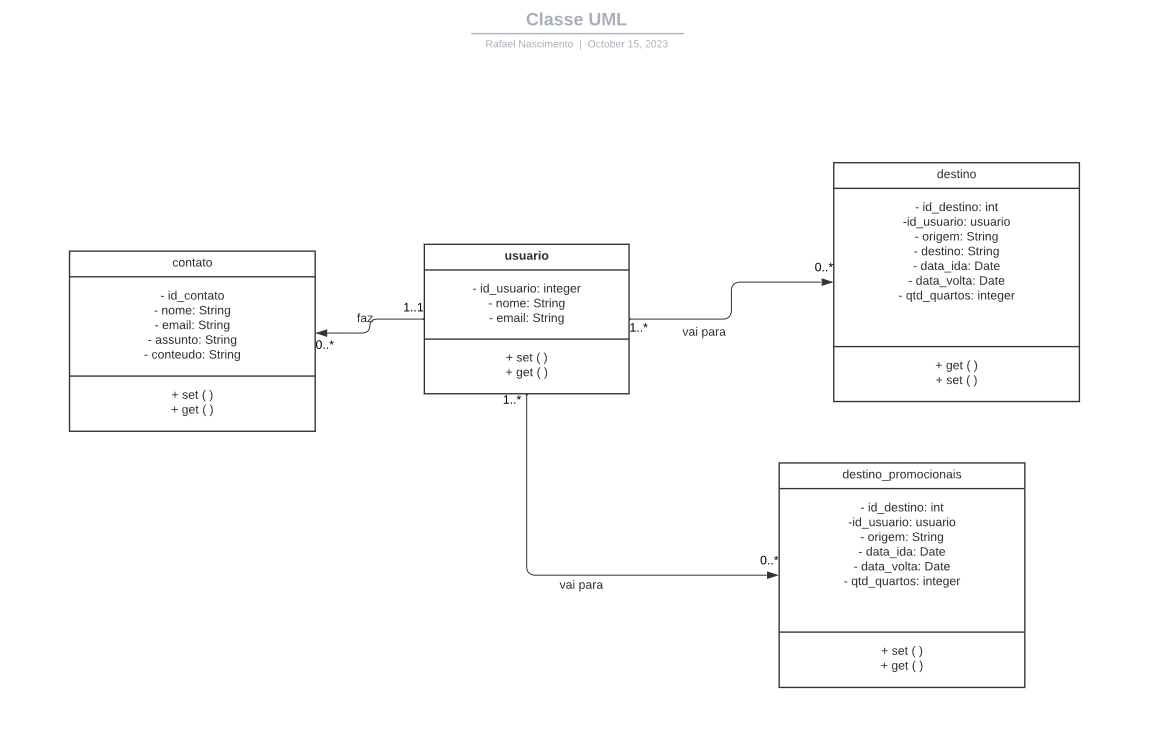 Classe UML
Rafael Nascimento | October 15, 2023
contato
- id_contato
- nome: String
- email: String
- assunto: String
- conteudo: String
+ set ( )
+ get ( )
faz
1..1
0..*
usuario
- id_usuario: integer
- nome: String
- email: String
+ set ( )
+ get ( )
1..*
vai para
0..*
destino
- id_destino: int
-id_usuario: usuario
- origem: String
- destino: String
- data_ida: Date
- data_volta: Date
- qtd_quartos: integer
+ get ( )
+ set ( )
1..*
vai para
0..*
destino_promocionais
- id_destino: int
-id_usuario: usuario
- origem: String
- data_ida: Date
- data_volta: Date
- qtd_quartos: integer
+ set ( )
+ get ( )